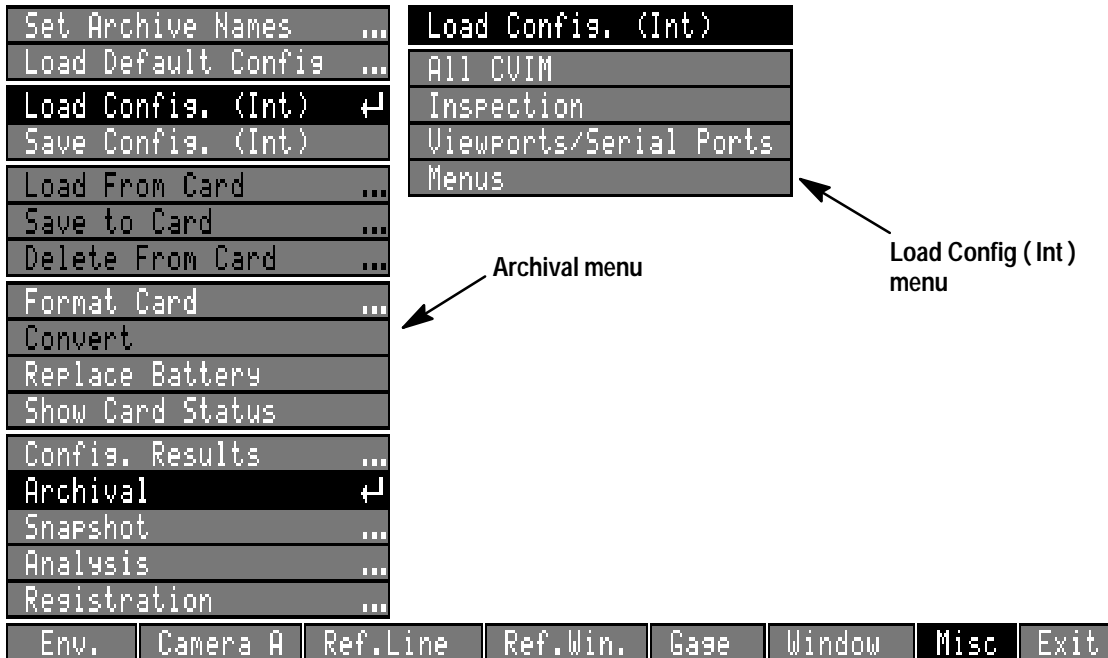 Set Archive Names ...
Load Default Config ...
Load Config. (Int) ↵
Save Config. (Int)
Load From Card ...
Save to Card ...
Delete From Card ...
Format Card ...
Convert
Replace Battery
Show Card Status
Config. Results ...
Archival ↵
Snapshot ...
Analysis ...
Registration ...
Load Config. (Int)
All CVIM
Inspection
Viewports/Serial Ports
Menus
Archival menu
Load Config ( Int )
menu
Env. Camera A Ref.Line Ref.Win. Gage Window Misc Exit